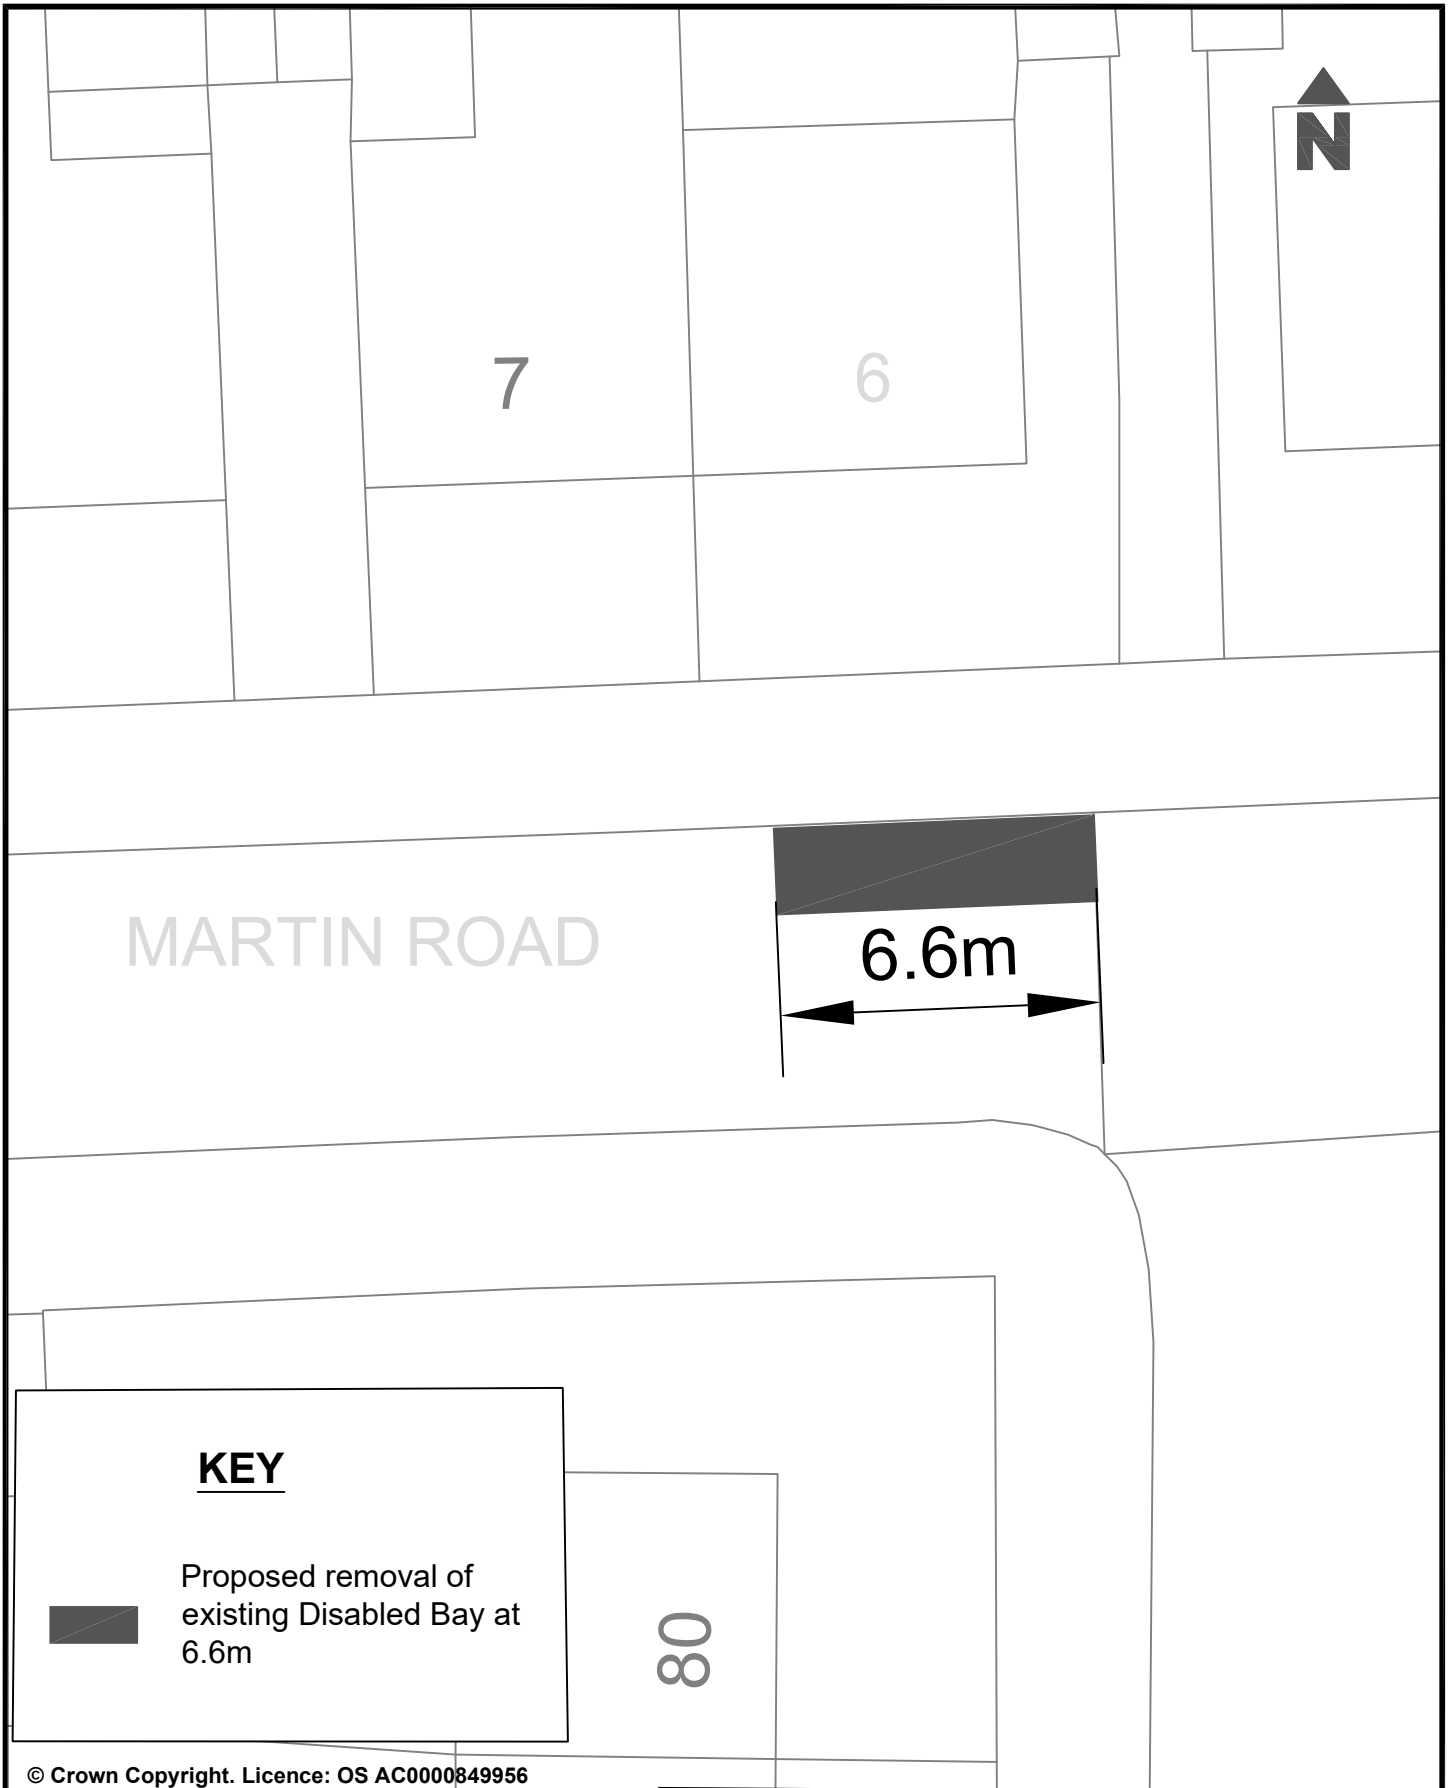 N
7
6
MARTIN ROAD
6.6m
KEY
Proposed removal of
existing Disabled Bay at
6.6m
80
© Crown Copyright. Licence: OS AC0000849956